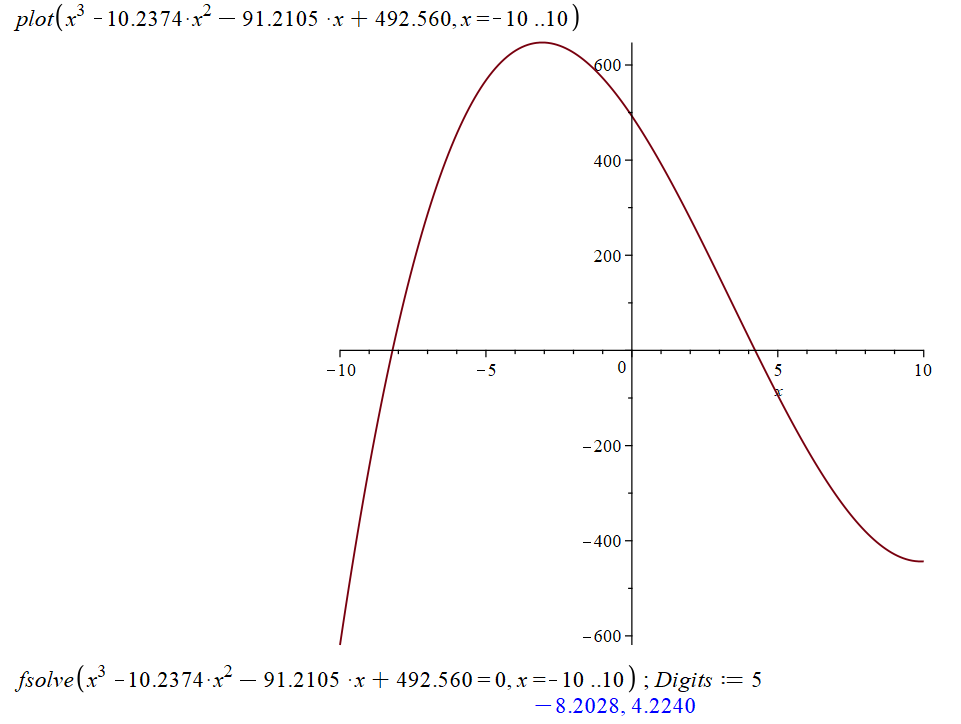 plot(x³ − 10.2374·x² − 91.2105 ·x + 492.560, x = −10 ..10)
600
400
200
−10 −5 0 5 10
x
−200
−400
−600
fsolve(x³ − 10.2374·x² − 91.2105 ·x + 492.560 = 0, x = −10 ..10) ; Digits := 5
−8.2028, 4.2240